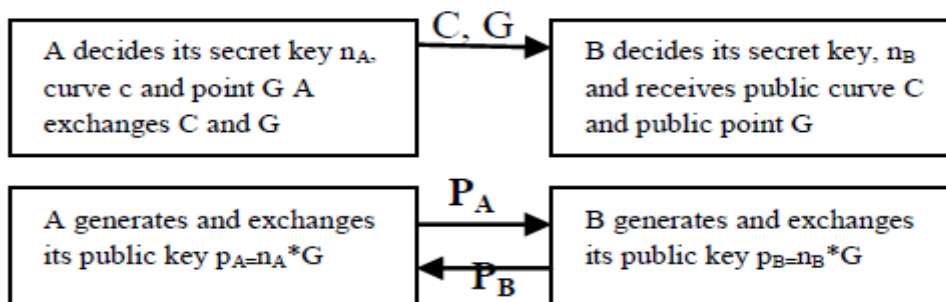 C, G
A decides its secret key nA,
curve c and point G A
exchanges C and G
B decides its secret key, nB
and receives public curve C
and public point G
PA
A generates and exchanges
its public key pA=nA*G
B generates and exchanges
its public key pB=nB*G
PB